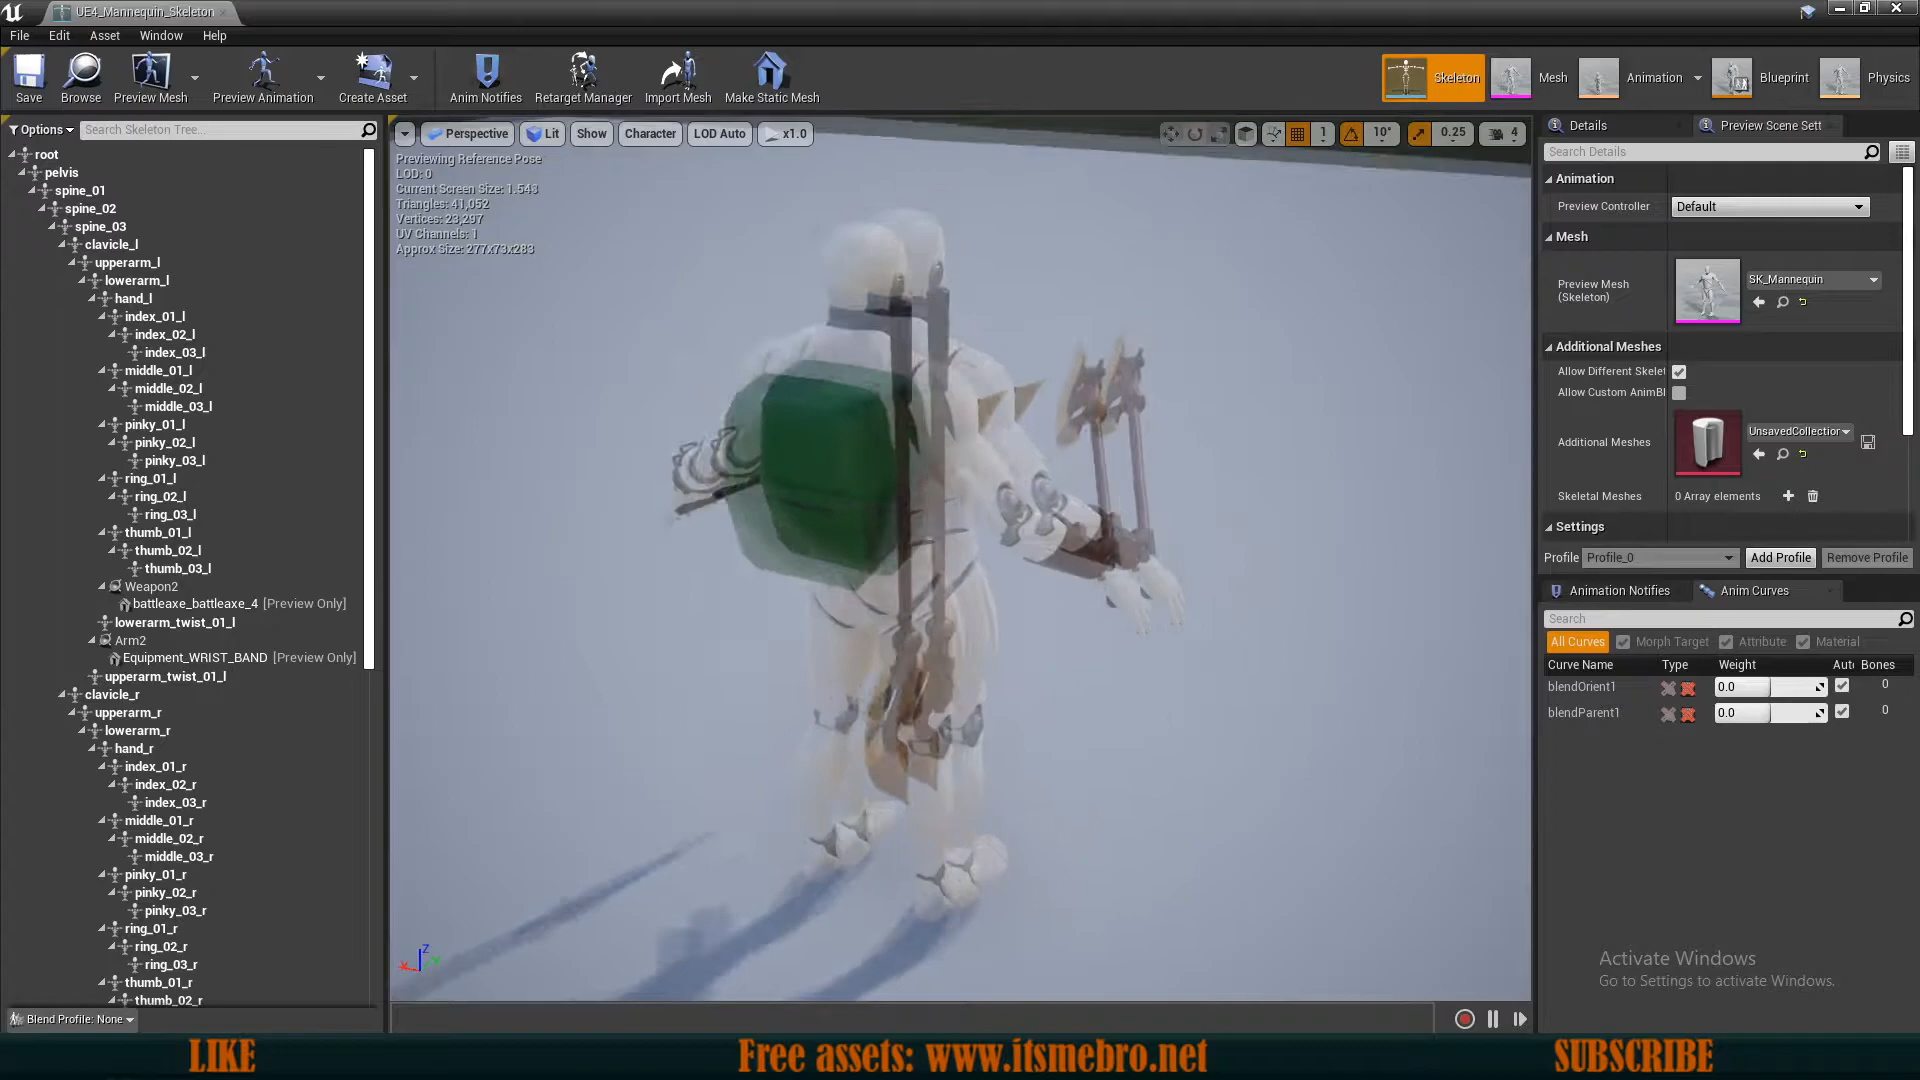 UE4_Mannequin_Skeleton
File Edit Asset Window Help
Save Browse Preview Mesh Preview Animation Create Asset Anim Notifies Retarget Manager Import Mesh Make Static Mesh Skeleton Mesh Animation Blueprint Physics
Options Search Skeleton Tree...
root
pelvis
spine_01
spine_02
spine_03
clavicle_l
upperarm_l
lowerarm_l
hand_l
index_01_l
index_02_l
index_03_l
middle_01_l
middle_02_l
middle_03_l
pinky_01_l
pinky_02_l
pinky_03_l
ring_01_l
ring_02_l
ring_03_l
thumb_01_l
thumb_02_l
thumb_03_l
Weapon2
battleaxe_battleaxe_4 [Preview Only]
lowerarm_twist_01_l
Arm2
Equipment_WRIST_BAND [Preview Only]
upperarm_twist_01_l
clavicle_r
upperarm_r
lowerarm_r
hand_r
index_01_r
index_02_r
index_03_r
middle_01_r
middle_02_r
middle_03_r
pinky_01_r
pinky_02_r
pinky_03_r
ring_01_r
ring_02_r
ring_03_r
thumb_01_r
thumb_02_r
Blend Profile: None
Perspective Lit Show Character LOD Auto x1.0 1 10° 0.25 4
Previewing Reference Pose
LOD: 0
Current Screen Size: 1.543
Triangles: 41,052
Vertices: 23,297
UV Channels: 1
Approx Size: 277x73x283
Z
X Y
Details Preview Scene Sett
Search Details
Animation
Preview Controller Default
Mesh
Preview Mesh
(Skeleton)
SK_Mannequin
Additional Meshes
Allow Different Skelet
Allow Custom AnimBl
Additional Meshes UnsavedCollection
Skeletal Meshes 0 Array elements
Settings
Profile Profile_0 Add Profile Remove Profile
Animation Notifies Anim Curves
Search
All Curves Morph Target Attribute Material
Curve Name Type Weight Aut Bones
blendOrient1 0.0 0
blendParent1 0.0 0
Activate Windows
Go to Settings to activate Windows.
LIKE Free assets: www.itsmebro.net SUBSCRIBE